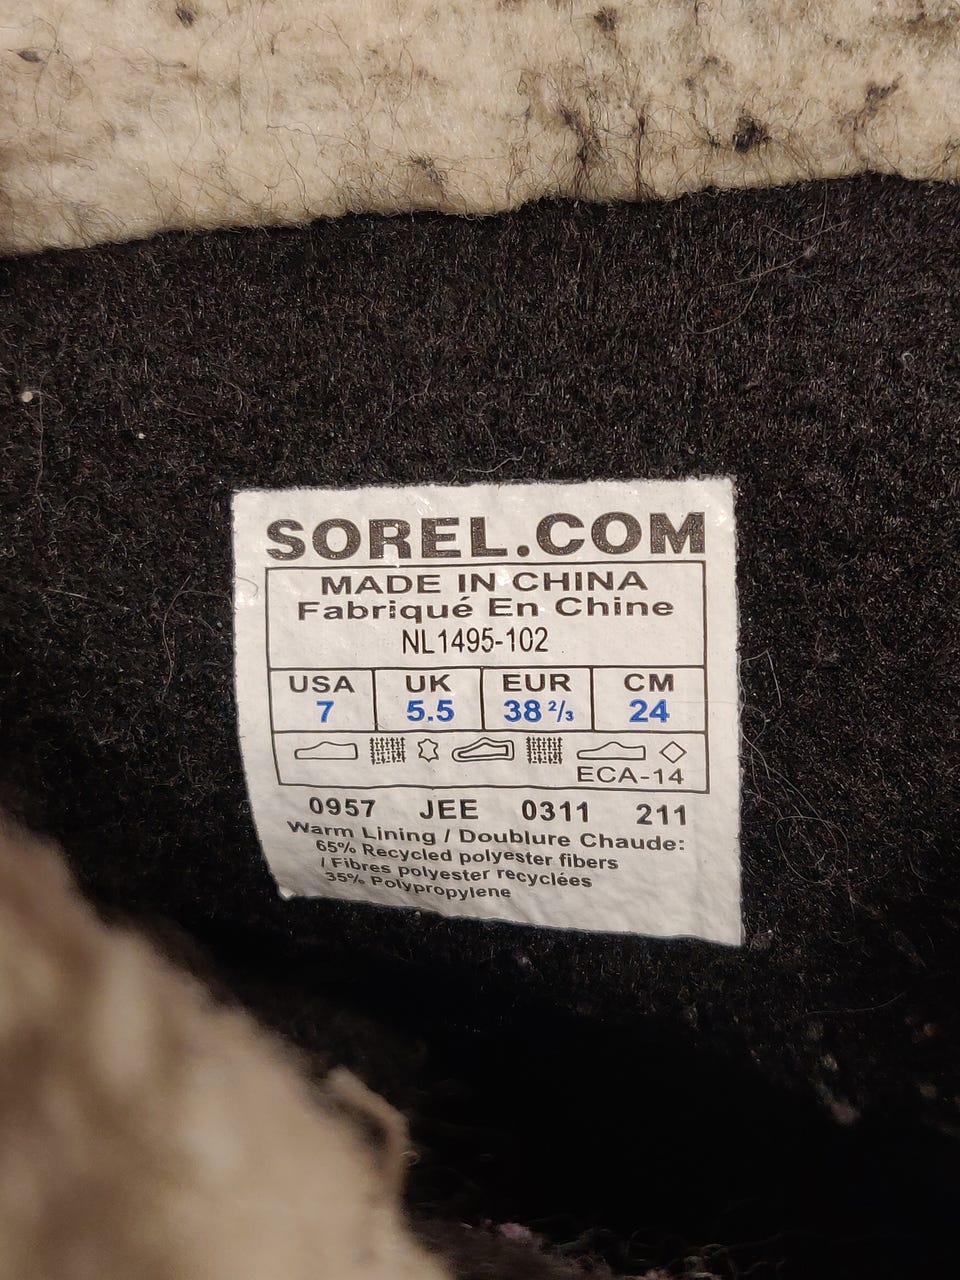 SOREL.COM
MADE IN CHINA
Fabriqué En Chine
NL1495-102
USA UK EUR CM
7 5.5 38 2/3 24
ECA-14
0957 JEE 0311 211
Warm Lining / Doublure Chaude:
65% Recycled polyester fibers
/ Fibres polyester recyclées
35% Polypropylene